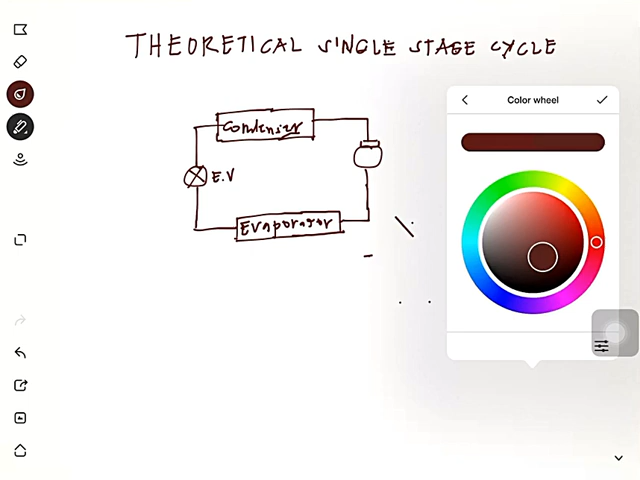 THEORETICAL SINGLE STAGE CYCLE
Color wheel
Condenser
E.V
Evaporator